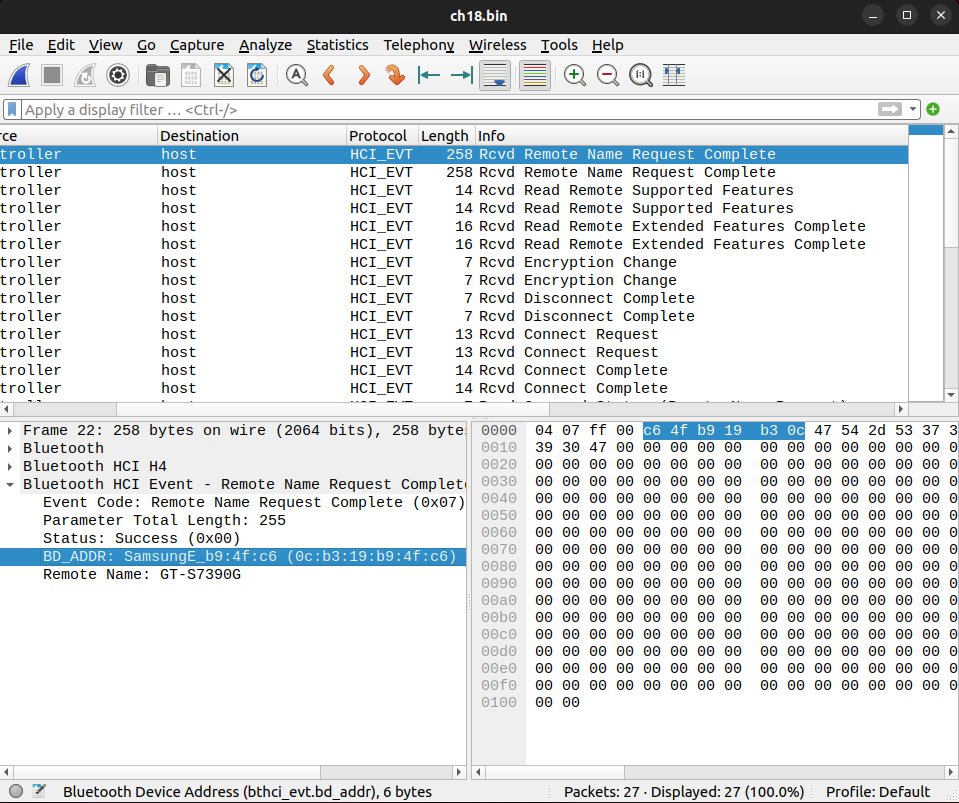 ch18.bin
File Edit View Go Capture Analyze Statistics Telephony Wireless Tools Help
Apply a display filter … <Ctrl-/>
rce Destination Protocol Length Info
troller host HCI_EVT 258 Rcvd Remote Name Request Complete
troller host HCI_EVT 258 Rcvd Remote Name Request Complete
troller host HCI_EVT 14 Rcvd Read Remote Supported Features
troller host HCI_EVT 14 Rcvd Read Remote Supported Features
troller host HCI_EVT 16 Rcvd Read Remote Extended Features Complete
troller host HCI_EVT 16 Rcvd Read Remote Extended Features Complete
troller host HCI_EVT 7 Rcvd Encryption Change
troller host HCI_EVT 7 Rcvd Encryption Change
troller host HCI_EVT 7 Rcvd Disconnect Complete
troller host HCI_EVT 7 Rcvd Disconnect Complete
troller host HCI_EVT 13 Rcvd Connect Request
troller host HCI_EVT 13 Rcvd Connect Request
troller host HCI_EVT 14 Rcvd Connect Complete
troller host HCI_EVT 14 Rcvd Connect Complete
Frame 22: 258 bytes on wire (2064 bits), 258 byte
Bluetooth
Bluetooth HCI H4
Bluetooth HCI Event - Remote Name Request Complet
Event Code: Remote Name Request Complete (0x07)
Parameter Total Length: 255
Status: Success (0x00)
BD_ADDR: SamsungE_b9:4f:c6 (0c:b3:19:b9:4f:c6)
Remote Name: GT-S7390G
0000 04 07 ff 00 c6 4f b9 19 b3 0c 47 54 2d 53 37 3
0010 39 30 47 00 00 00 00 00 00 00 00 00 00 00 00 0
0020 00 00 00 00 00 00 00 00 00 00 00 00 00 00 00 0
0030 00 00 00 00 00 00 00 00 00 00 00 00 00 00 00 0
0040 00 00 00 00 00 00 00 00 00 00 00 00 00 00 00 0
0050 00 00 00 00 00 00 00 00 00 00 00 00 00 00 00 0
0060 00 00 00 00 00 00 00 00 00 00 00 00 00 00 00 0
0070 00 00 00 00 00 00 00 00 00 00 00 00 00 00 00 0
0080 00 00 00 00 00 00 00 00 00 00 00 00 00 00 00 0
0090 00 00 00 00 00 00 00 00 00 00 00 00 00 00 00 0
00a0 00 00 00 00 00 00 00 00 00 00 00 00 00 00 00 0
00b0 00 00 00 00 00 00 00 00 00 00 00 00 00 00 00 0
00c0 00 00 00 00 00 00 00 00 00 00 00 00 00 00 00 0
00d0 00 00 00 00 00 00 00 00 00 00 00 00 00 00 00 0
00e0 00 00 00 00 00 00 00 00 00 00 00 00 00 00 00 0
00f0 00 00 00 00 00 00 00 00 00 00 00 00 00 00 00 0
0100 00 00
Bluetooth Device Address (bthci_evt.bd_addr), 6 bytes Packets: 27 · Displayed: 27 (100.0%) Profile: Default